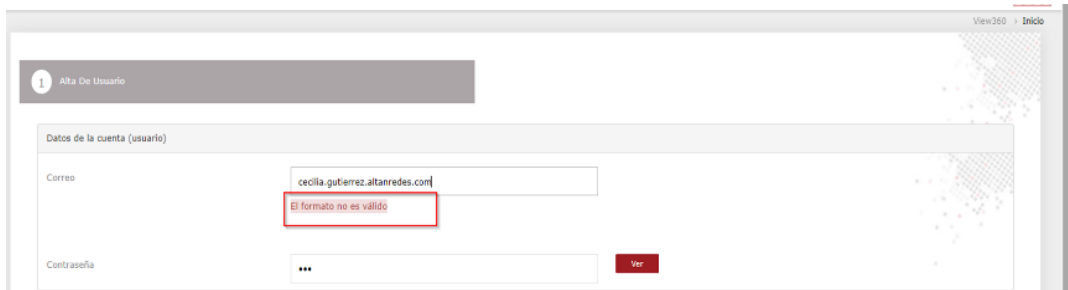 View360 > Inicio
1 Alta De Usuario
Datos de la cuenta (usuario)
Correo
cecilia.gutierrez.altanredes.com
El formato no es válido
Contraseña
•••
Ver